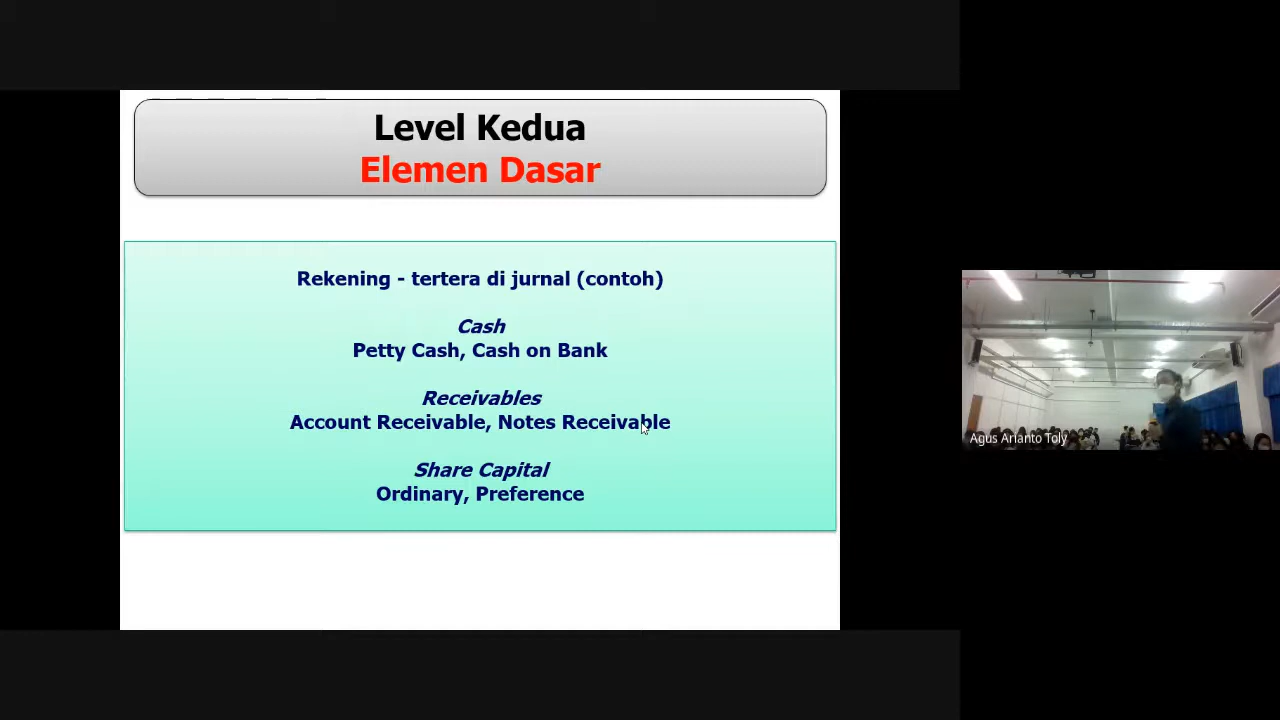 Level Kedua
Elemen Dasar
Rekening - tertera di jurnal (contoh)
Cash
Petty Cash, Cash on Bank
Receivables
Account Receivable, Notes Receivable
Share Capital
Ordinary, Preference
Agus Arianto Toly